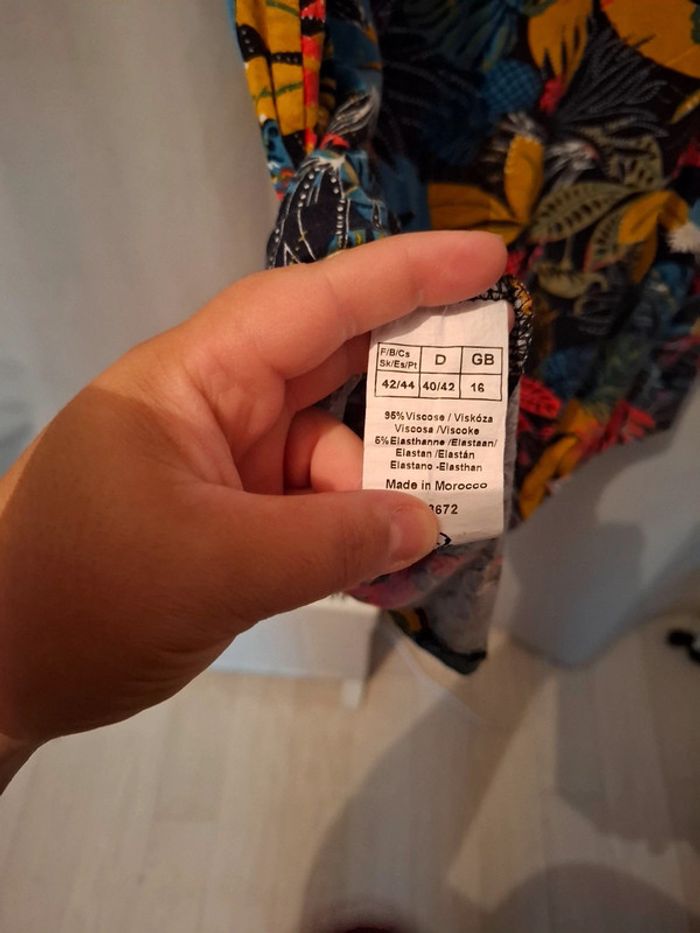 F/B/Cs D GB
Sk/Es/Pt
42/44 40/42 16
95%Viscose / Viskóza
Viscosa /Viscoke
5%Elasthanne /Elastaan/
Elastan /Elastán
Elastano -Elasthan
Made in Morocco
3672